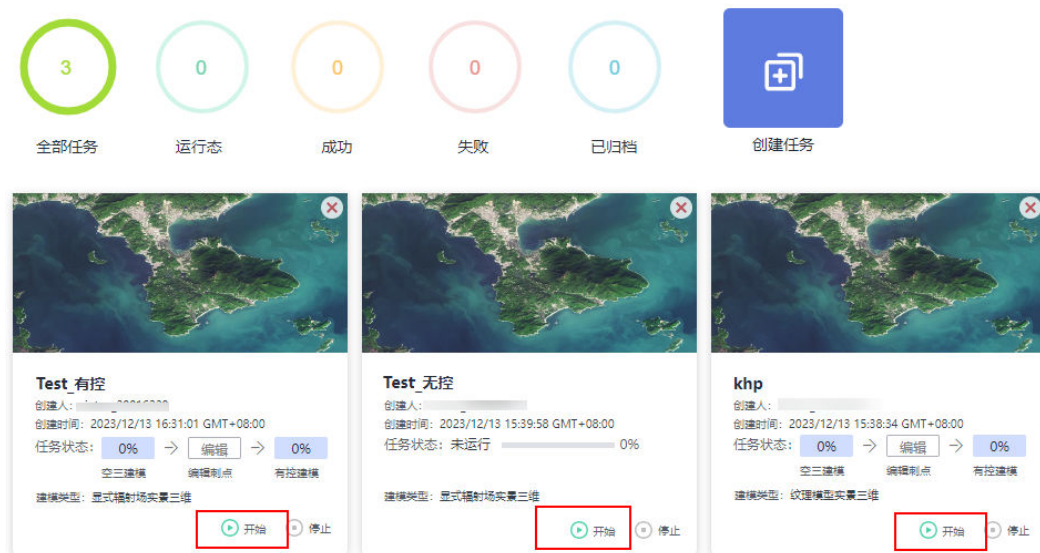 3
0
0
0
0
全部任务
运行态
成功
失败
已归档
创建任务
Test_有控
创建人：
创建时间：2023/12/13 16:31:01 GMT+08:00
任务状态： 0% → 编辑 → 0%
空三建模 编辑刺点 有控建模
建模类型：显式辐射场实景三维
开始 停止
Test_无控
创建人：
创建时间：2023/12/13 15:39:58 GMT+08:00
任务状态：未运行 0%
建模类型：显式辐射场实景三维
开始 停止
khp
创建人：
创建时间：2023/12/13 15:38:34 GMT+08:00
任务状态： 0% → 编辑 → 0%
空三建模 编辑刺点 有控建模
建模类型：纹理模型实景三维
开始 停止